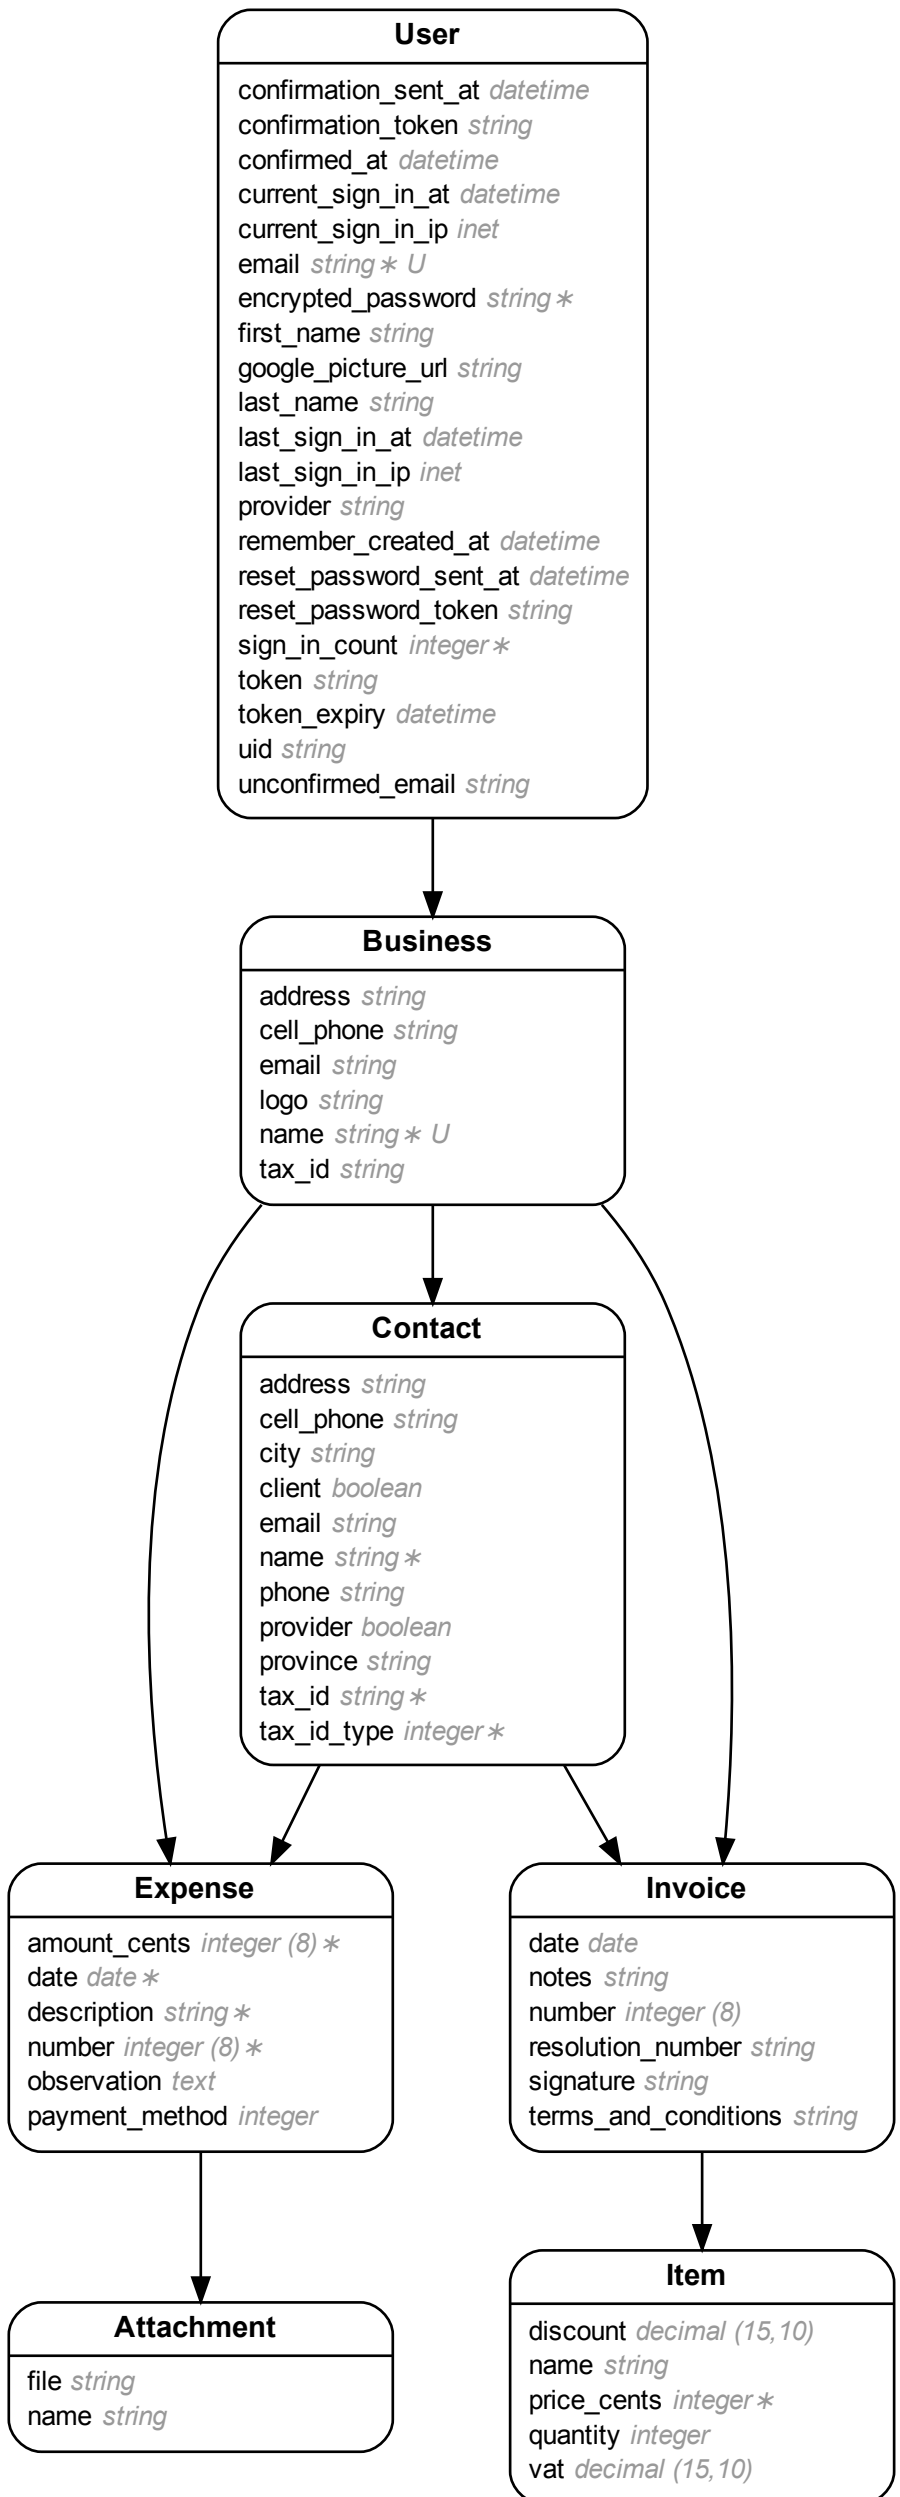 User
confirmation_sent_at datetime
confirmation_token string
confirmed_at datetime
current_sign_in_at datetime
current_sign_in_ip inet
email string∗ U
encrypted_password string∗
first_name string
google_picture_url string
last_name string
last_sign_in_at datetime
last_sign_in_ip inet
provider string
remember_created_at datetime
reset_password_sent_at datetime
reset_password_token string
sign_in_count integer∗
token string
token_expiry datetime
uid string
unconfirmed_email string
Business
address string
cell_phone string
email string
logo string
name string∗ U
tax_id string
Contact
address string
cell_phone string
city string
client boolean
email string
name string∗
phone string
provider boolean
province string
tax_id string∗
tax_id_type integer∗
Expense
amount_cents integer (8)∗
date date∗
description string∗
number integer (8)∗
observation text
payment_method integer
Invoice
date date
notes string
number integer (8)
resolution_number string
signature string
terms_and_conditions string
Attachment
file string
name string
Item
discount decimal (15,10)
name string
price_cents integer∗
quantity integer
vat decimal (15,10)